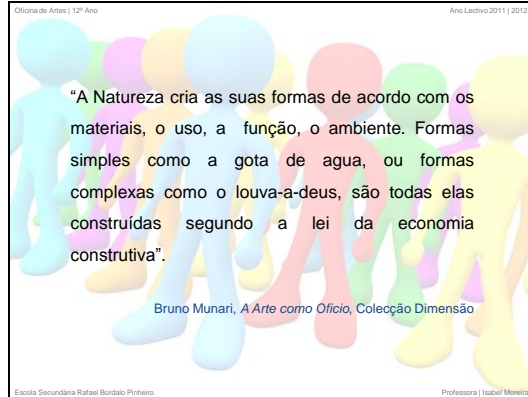 Oficina de Artes | 12º Ano
Ano Lectivo 2011 | 2012
“A Natureza cria as suas formas de acordo com os
materiais, o uso, a função, o ambiente. Formas
simples como a gota de agua, ou formas
complexas como o louva-a-deus, são todas elas
construídas segundo a lei da economia
construtiva”.
Bruno Munari, A Arte como Ofício, Colecção Dimensão
Escola Secundária Rafael Bordalo Pinheiro
Professora | Isabel Moreira